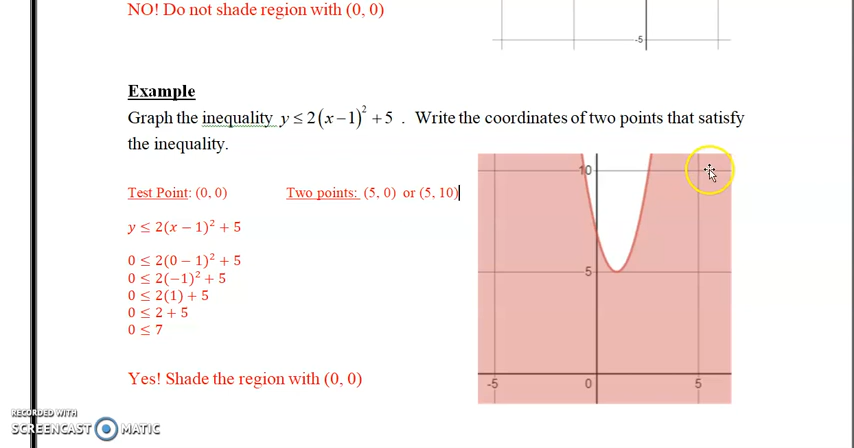 NO! Do not shade region with (0, 0)
-5
Example
Graph the inequality y ≤ 2(x−1)² + 5 . Write the coordinates of two points that satisfy
the inequality.
Test Point: (0, 0)
Two points: (5, 0) or (5, 10)
y ≤ 2(x − 1)² + 5
0 ≤ 2(0 − 1)² + 5
0 ≤ 2(−1)² + 5
0 ≤ 2(1) + 5
0 ≤ 2 + 5
0 ≤ 7
Yes! Shade the region with (0, 0)
10
5
-5 0 5
RECORDED WITH
SCREENCAST MATIC